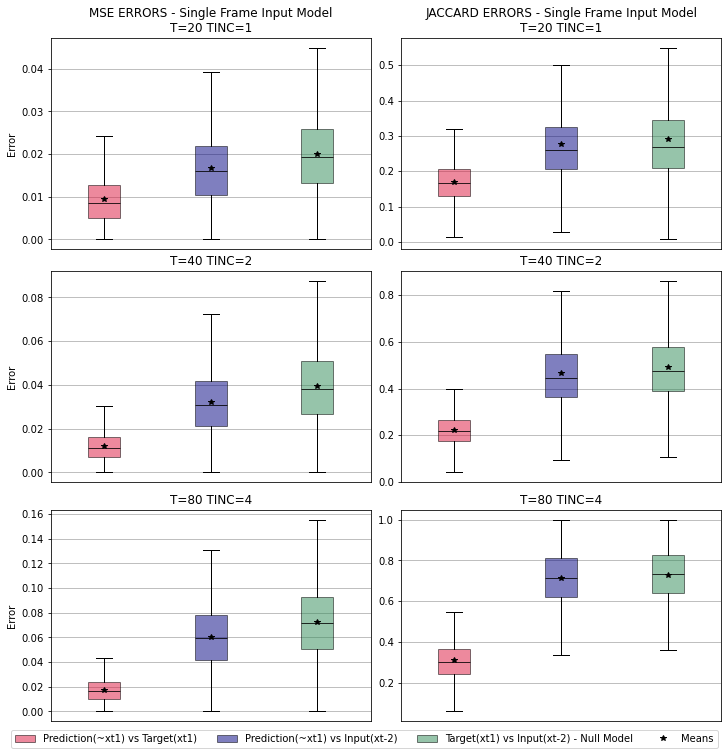 MSE ERRORS - Single Frame Input Model
T=20 TINC=1
JACCARD ERRORS - Single Frame Input Model
T=20 TINC=1
Error
0.04
0.03
0.02
0.01
0.00
0.5
0.4
0.3
0.2
0.1
0.0
T=40 TINC=2
T=40 TINC=2
Error
0.08
0.06
0.04
0.02
0.00
0.8
0.6
0.4
0.2
0.0
T=80 TINC=4
T=80 TINC=4
Error
0.16
0.14
0.12
0.10
0.08
0.06
0.04
0.02
0.00
1.0
0.8
0.6
0.4
0.2
Prediction(~xt1) vs Target(xt1)
Prediction(~xt1) vs Input(xt-2)
Target(xt1) vs Input(xt-2) - Null Model
Means